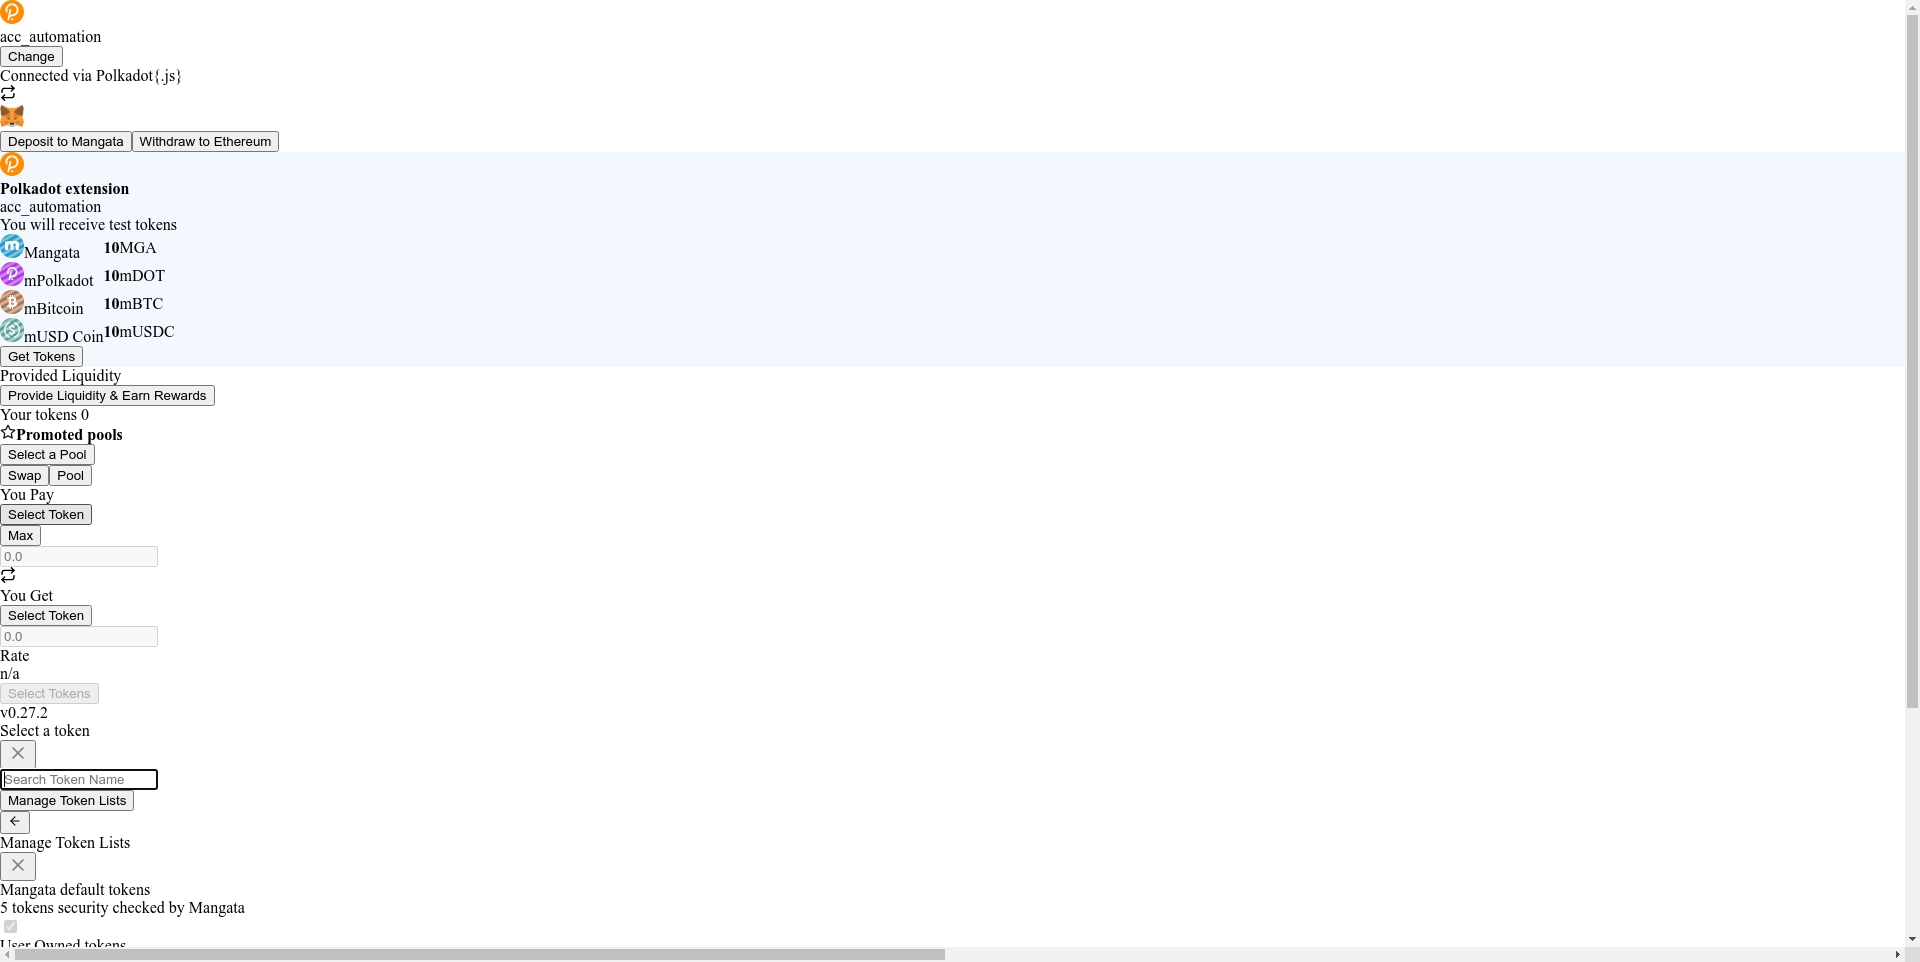 acc_automation
Change
Connected via Polkadot{.js}
Deposit to Mangata Withdraw to Ethereum
Polkadot extension
acc_automation
You will receive test tokens
Mangata 10MGA
mPolkadot 10mDOT
mBitcoin 10mBTC
mUSD Coin 10mUSDC
Get Tokens
Provided Liquidity
Provide Liquidity & Earn Rewards
Your tokens 0
Promoted pools
Select a Pool
Swap Pool
You Pay
Select Token
Max
0.0
You Get
Select Token
0.0
Rate
n/a
Select Tokens
v0.27.2
Select a token
Search Token Name
Manage Token Lists
Manage Token Lists
Mangata default tokens
5 tokens security checked by Mangata
User Owned tokens